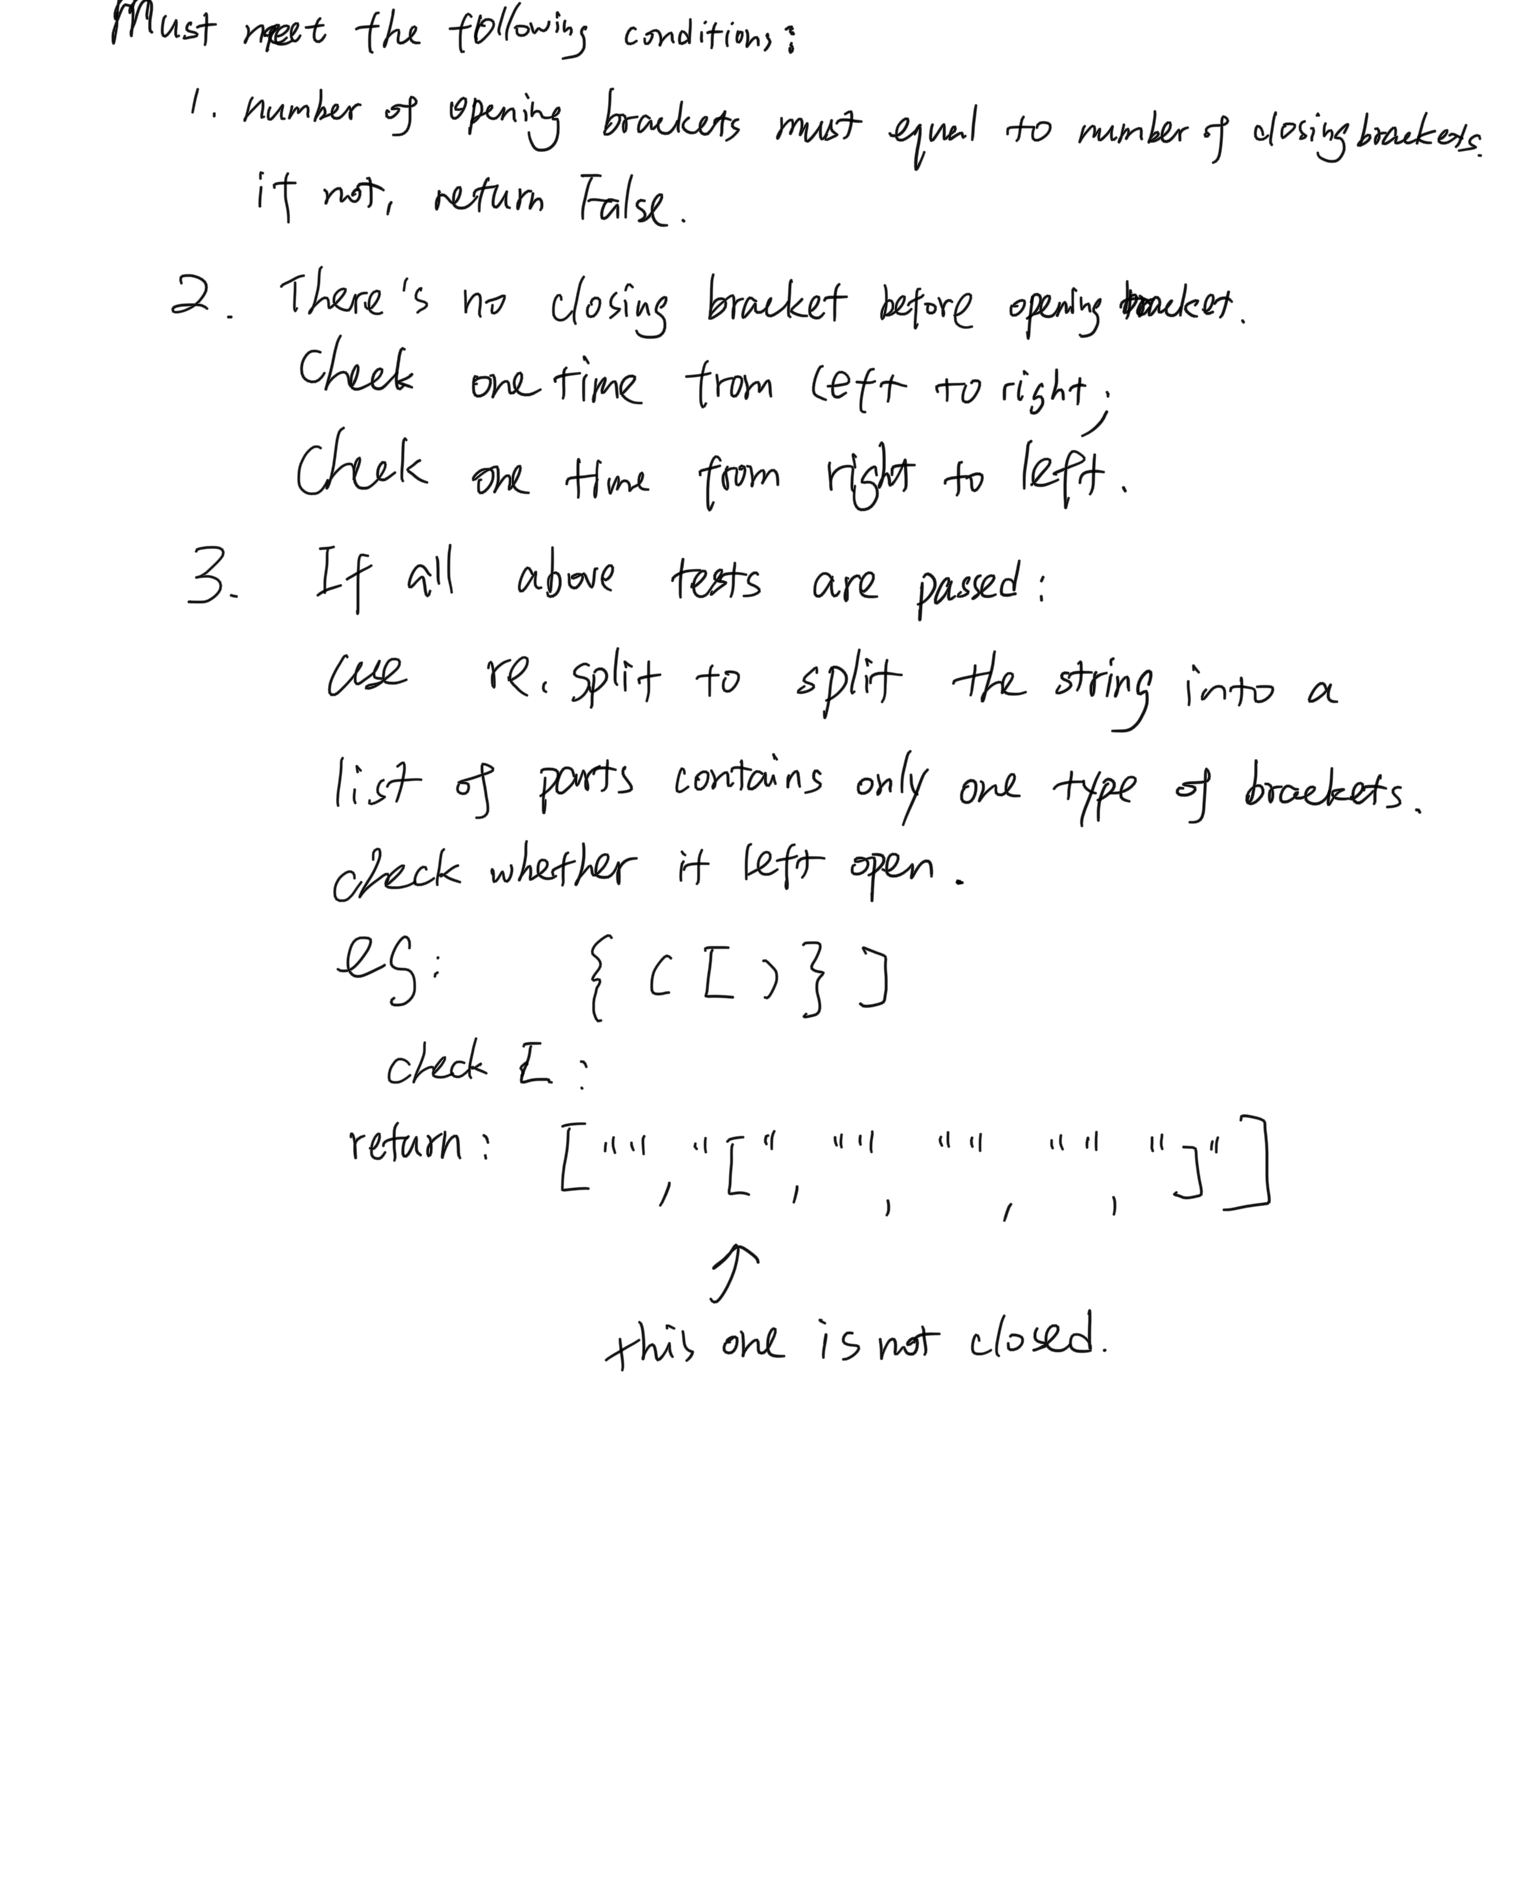 Must meet the following conditions:
1. number of opening brackets must equal to number of closing brackets.
if not, return False.
2. There's no closing bracket before opening bracket.
Check one time from left to right;
Check one time from right to left.
3. If all above tests are passed:
use re.split to split the string into a
list of parts contains only one type of brackets.
check whether it left open.
eg: { ( [ ) } ]
check [ :
return: ["", "[", "", "", "", "]"]
↑
this one is not closed.